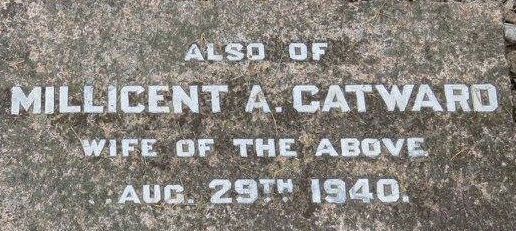 ALSO OF
MILLICENT A. CATWARD
WIFE OF THE ABOVE
AUG. 29TH 1940.